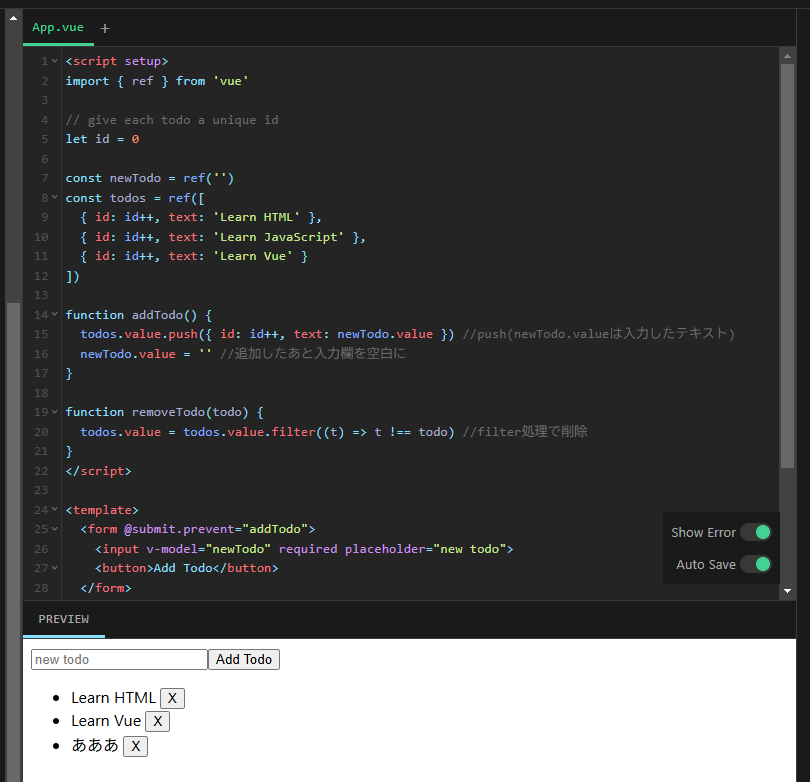 App.vue +
1 <script setup>
2 import { ref } from 'vue'
3
4 // give each todo a unique id
5 let id = 0
6
7 const newTodo = ref('')
8 const todos = ref([
9   { id: id++, text: 'Learn HTML' },
10   { id: id++, text: 'Learn JavaScript' },
11   { id: id++, text: 'Learn Vue' }
12 ])
13
14 function addTodo() {
15   todos.value.push({ id: id++, text: newTodo.value }) //push(newTodo.valueは入力したテキスト)
16   newTodo.value = '' //追加したあと入力欄を空白に
17 }
18
19 function removeTodo(todo) {
20   todos.value = todos.value.filter((t) => t !== todo) //filter処理で削除
21 }
22 </script>
23
24 <template>
25   <form @submit.prevent="addTodo">
26     <input v-model="newTodo" required placeholder="new todo">
27     <button>Add Todo</button>
28   </form>
Show Error
Auto Save
PREVIEW
new todo Add Todo
• Learn HTML X
• Learn Vue X
• あああ X